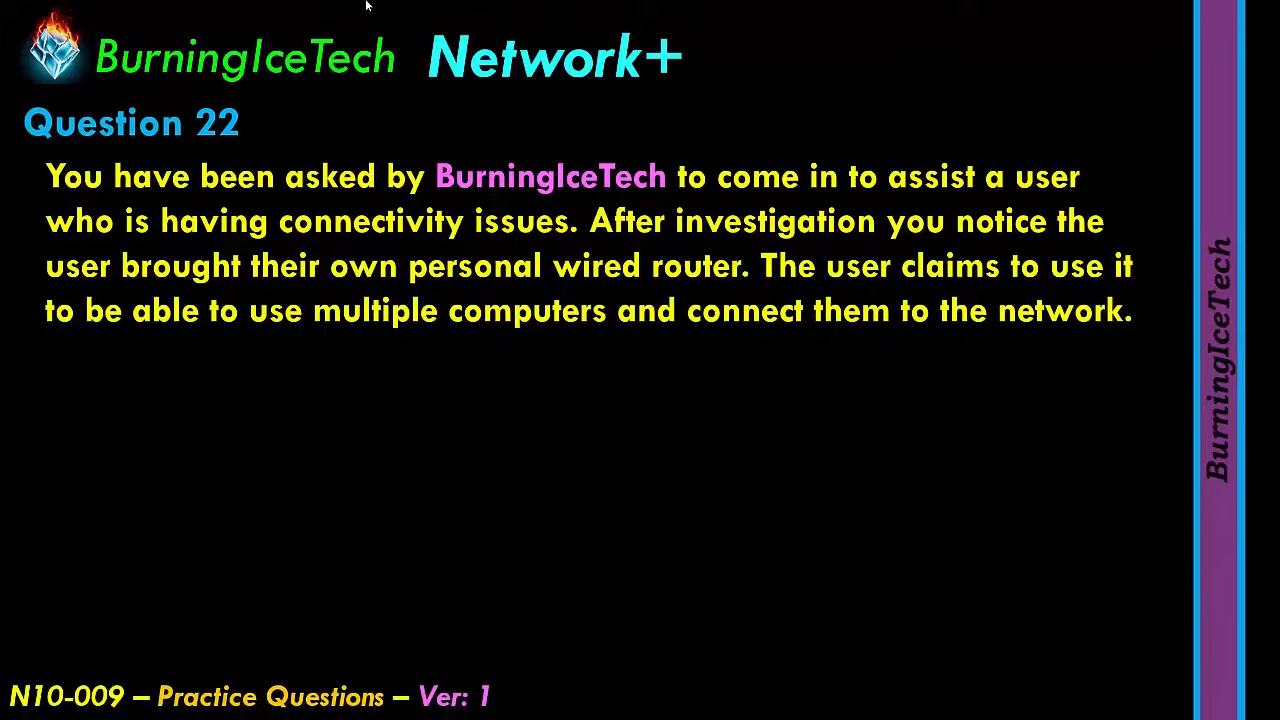 BurningIceTech Network+
Question 22
You have been asked by BurningIceTech to come in to assist a user
who is having connectivity issues. After investigation you notice the
user brought their own personal wired router. The user claims to use it
to be able to use multiple computers and connect them to the network.
BurningIceTech
N10-009 – Practice Questions – Ver: 1